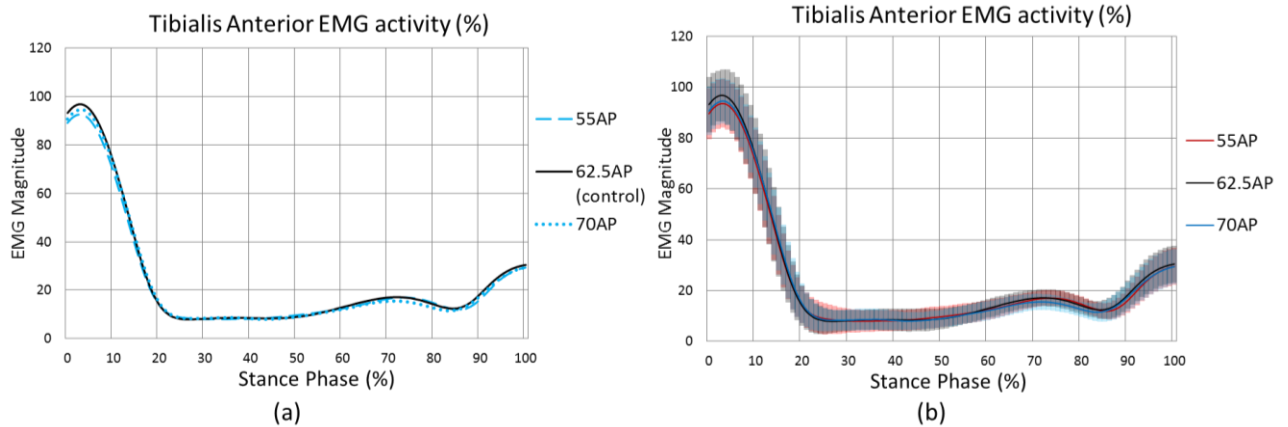 Tibialis Anterior EMG activity (%)
120
100
80
60
40
20
0
EMG Magnitude
0 10 20 30 40 50 60 70 80 90 100
Stance Phase (%)
55AP
62.5AP
(control)
70AP
(a)
Tibialis Anterior EMG activity (%)
120
100
80
60
40
20
0
EMG Magnitude
0 10 20 30 40 50 60 70 80 90 100
Stance Phase (%)
55AP
62.5AP
70AP
(b)